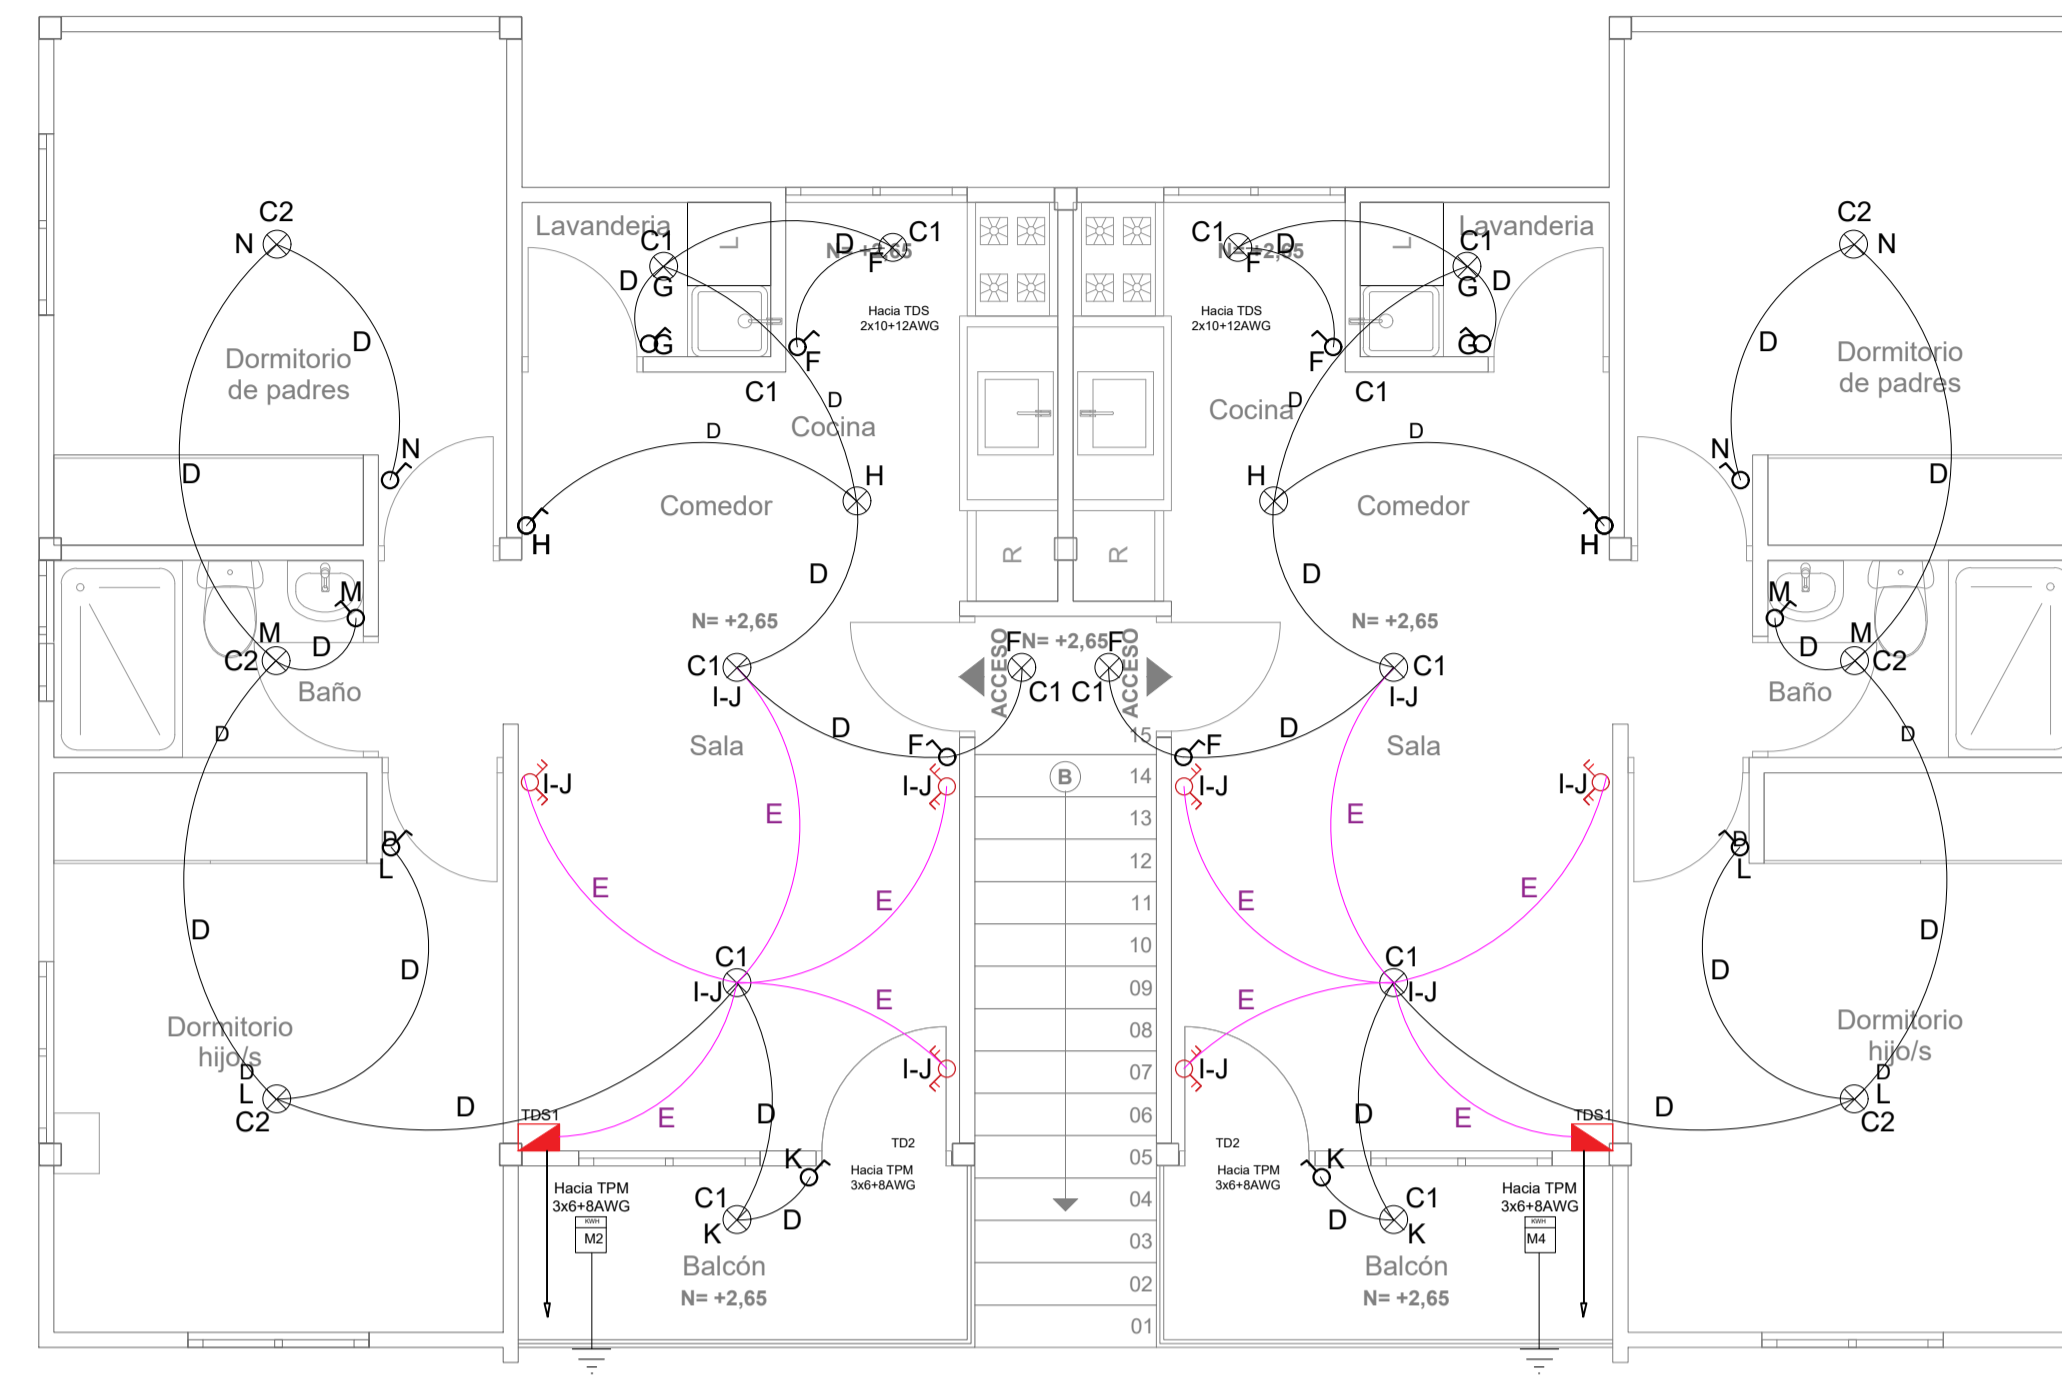 C2
N
Lavanderia
C1
G
D
G
L
D
N= +2,65
C1
F
Hacia TDS
2x10+12AWG
F
C1
D
Cocina
C1
D
F
N= +2,65
Hacia TDS
2x10+12AWG
F
C1
D
Cocina
Lavanderia
C1
G
D
G
L
C2
N
Dormitorio
de padres
D
N
D
D
H
Comedor
H
R
R
D
H
Comedor
H
D
N
Dormitorio
de padres
D
M
M
D
C2
Baño
D
D
N= +2,65
C1
I-J
Sala
D
F
I-J
ACCESO
F
N= +2,65
F
C1
C1
ACCESO
D
N= +2,65
C1
I-J
Sala
D
F
I-J
M
M
D
C2
Baño
D
I-J
E
E
E
B
15
14
13
12
11
10
09
08
07
06
05
04
03
02
01
I-J
E
E
E
D
L
D
D
Dormitorio
hijo/s
D
L
C2
D
C1
I-J
E
I-J
E
D
TDS1
TD2
Hacia TPM
3x6+8AWG
K
C1
K
D
Hacia TPM
3x6+8AWG
KWH
M2
Balcón
N= +2,65
C1
I-J
E
I-J
E
D
TDS1
TD2
Hacia TPM
3x6+8AWG
K
C1
K
D
Hacia TPM
3x6+8AWG
KWH
M4
Balcón
N= +2,65
D
L
D
D
Dormitorio
hijo/s
D
L
C2
D